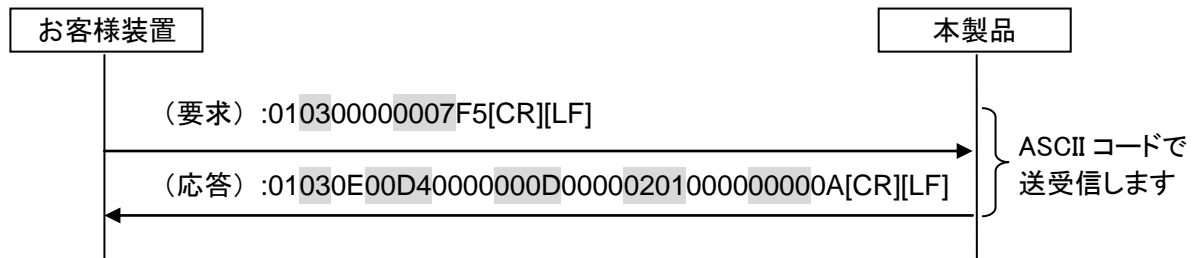 お客様装置
本製品
（要求）:010300000007F5[CR][LF]
（応答）:01030E00D40000000D00000201000000000A[CR][LF]
ASCII コードで
送受信します